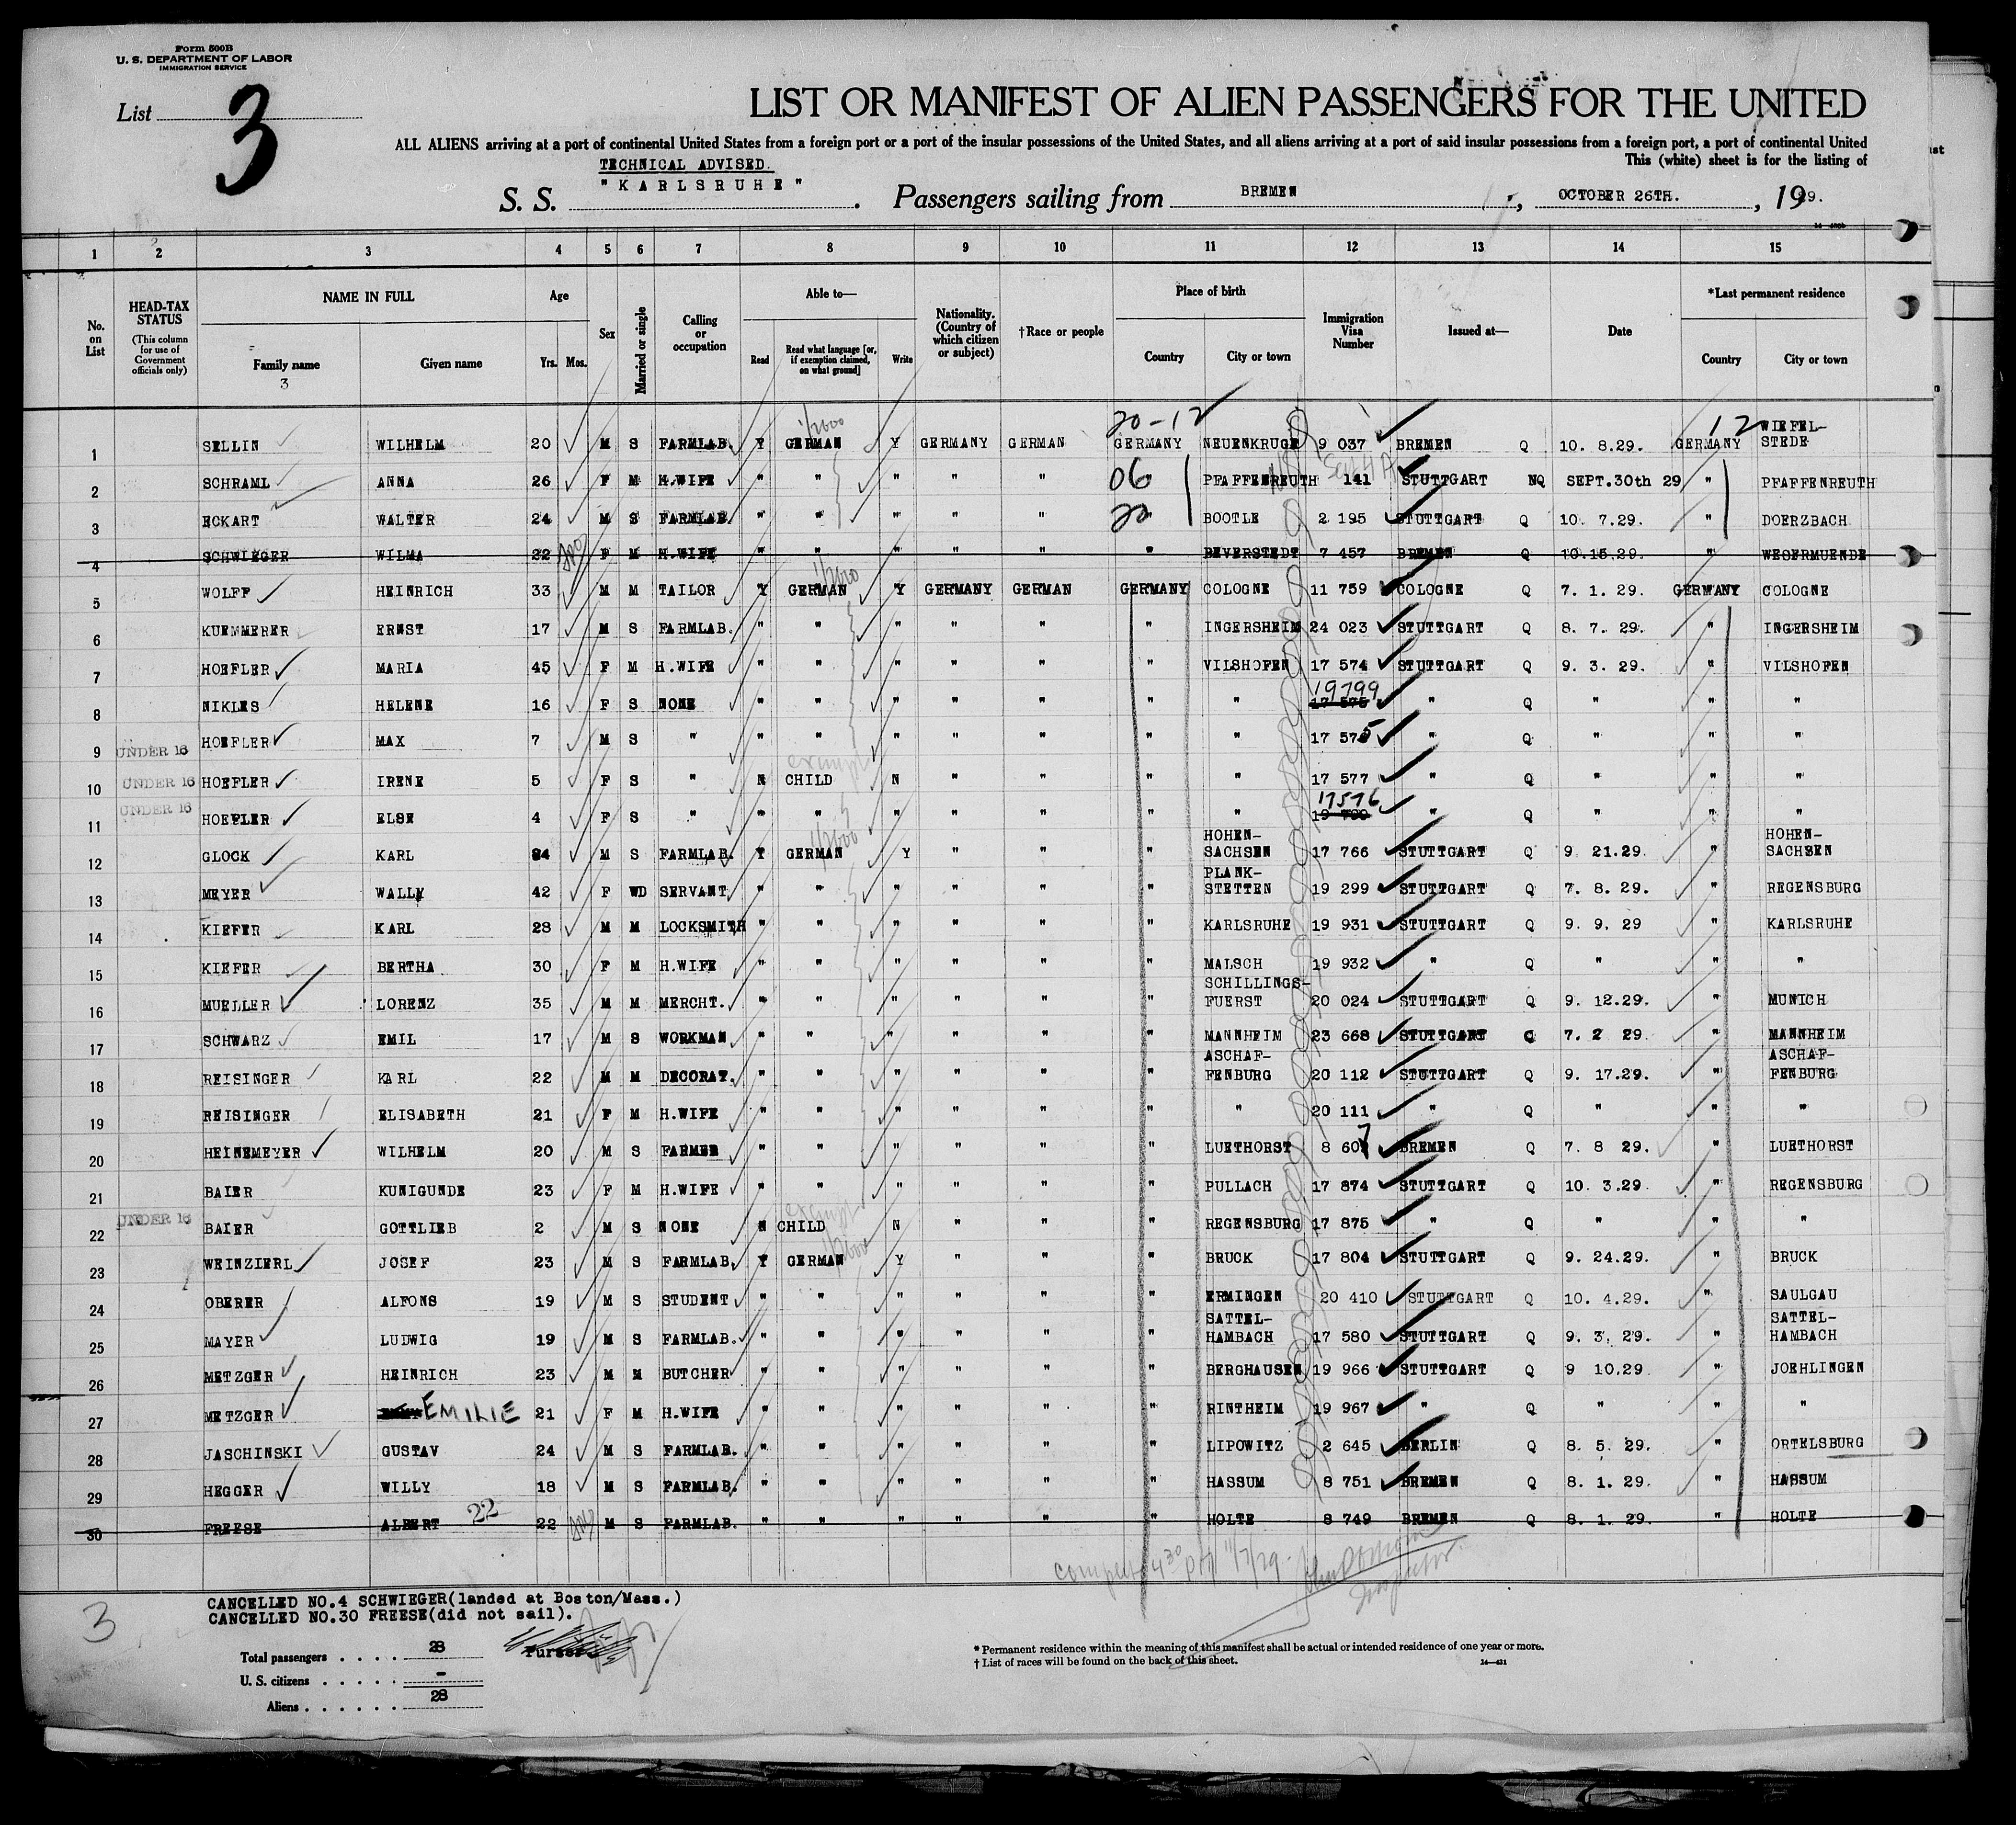 Form 500B
U. S. DEPARTMENT OF LABOR
IMMIGRATION SERVICE
List 3
LIST OR MANIFEST OF ALIEN PASSENGERS FOR THE UNITED
ALL ALIENS arriving at a port of continental United States from a foreign port or a port of the insular possessions of the United States, and all aliens arriving at a port of said insular possessions from a foreign port, a port of continental United
This (white) sheet is for the listing of
TECHNICAL ADVISED.
S. S. "KARLSRUHE". Passengers sailing from BREMEN, OCTOBER 26TH., 1929.
1 2 3 4 5 6 7 8 9 10 11 12 13 14 15
No. on List
HEAD-TAX STATUS (This column for use of Government officials only)
NAME IN FULL Family name Given name
3
Age Yrs. Mos.
Sex
Married or single
Calling or occupation
Able to— Read Read what language [or, if exemption claimed, on what ground] Write
Nationality. (Country of which citizen or subject)
†Race or people
Place of birth Country City or town
Immigration Visa Number
Issued at—
Date
*Last permanent residence Country City or town
20-12 12
1 SELLIN WILHELM 20 M S FARMLAB. Y GERMAN Y GERMANY GERMAN GERMANY NEUENKRUGE 9 037 BREMEN Q 10. 8.29. GERMANY WIEFEL-STEDE
2 SCHRAML ANNA 26 F M H.WIFE " " " " " 06 " PFAFFENREUTH 141 STUTTGART NQ SEPT.30th 29 " PFAFFENREUTH
3 ECKART WALTER 24 M S FARMLAB. " " " " " 20 BOOTLE 2 195 STUTTGART Q 10. 7.29. " DOERZBACH
4 SCHWIEGER WILMA 22 F M H.WIFE " " " " " " BEVERSTEDT 7 457 BREMEN Q 10.15.29. " WESERMUENDE
5 WOLFF HEINRICH 33 M M TAILOR Y GERMAN Y GERMANY GERMAN GERMANY COLOGNE 11 759 COLOGNE Q 7. 1. 29. GERMANY COLOGNE
6 KUEMMERER ERNST 17 M S FARMLAB. " " " " " " INGERSHEIM 24 023 STUTTGART Q 8. 7. 29. " INGERSHEIM
7 HOEFLER MARIA 45 F M H.WIFE " " " " " " VILSHOFEN 17 574 STUTTGART Q 9. 3. 29. " VILSHOFEN
8 NIKLES HELENE 16 F S NONE " " " " " " " 19799 17 575 " Q " " "
9 UNDER 16 HOEFLER MAX 7 M S " " " " " " " " 17 575 " Q " " "
exempt
10 UNDER 16 HOEFLER IRENE 5 F S " N CHILD N " " " " 17 577 " Q " " "
11 UNDER 16 HOEFLER ELSE 4 F S " " " " " " " " 17576 " Q " " "
12 GLOCK KARL 24 M S FARMLAB. Y GERMAN Y " " " HOHEN-SACHSEN 17 766 STUTTGART Q 9 21.29. " HOHEN-SACHSEN
13 MEYER WALLY 42 F WD SERVANT " " " " " " PLANK-STETTEN 19 299 STUTTGART Q 7. 8. 29. " REGENSBURG
14 KIEFER KARL 28 M M LOCKSMITH " " " " " " KARLSRUHE 19 931 STUTTGART Q 9. 9. 29 " KARLSRUHE
15 KIEFER BERTHA 30 F M H.WIFE " " " " " " MALSCH 19 932 " Q " " "
16 MUELLER LORENZ 35 M M MERCHT. " " " " " " SCHILLINGS-FUERST 20 024 STUTTGART Q 9. 12.29. " MUNICH
17 SCHWARZ EMIL 17 M S WORKMAN " " " " " " MANNHEIM 23 668 STUTTGART Q 7. 2 29. " MANNHEIM
18 REISINGER KARL 22 M M DECORAT. " " " " " " ASCHAF-FENBURG 20 112 STUTTGART Q 9. 17.29. " ASCHAF-FENBURG
19 REISINGER ELISABETH 21 F M H.WIFE " " " " " " " 20 111 " Q " " "
20 HEINEMEYER WILHELM 20 M S FARMER " " " " " " LUETHORST 8 607 BREMEN Q 7. 8 29. " LUETHORST
21 BAIER KUNIGUNDE 23 F M H.WIFE " " " " " " PULLACH 17 874 STUTTGART Q 10. 3.29. " REGENSBURG
exempt
22 UNDER 16 BAIER GOTTLIEB 2 M S NONE N CHILD N " " " REGENSBURG 17 875 " Q " " "
23 WEINZIERL JOSEF 23 M S FARMLAB. Y GERMAN Y " " " BRUCK 17 804 STUTTGART Q 9. 24.29. " BRUCK
24 OBERER ALFONS 19 M S STUDENT " " " " " " ERMINGEN 20 410 STUTTGART Q 10. 4.29. " SAULGAU
25 MAYER LUDWIG 19 M S FARMLAB. " " " " " " SATTEL-HAMBACH 17 580 STUTTGART Q 9. 3. 29. " SATTEL-HAMBACH
26 METZGER HEINRICH 23 M M BUTCHER " " " " " " BERGHAUSEN 19 966 STUTTGART Q 9 10.29 " JOEHLINGEN
27 METZGER EMILIE 21 F M H.WIFE " " " " " " RINTHEIM 19 967 " Q " " "
28 JASCHINSKI GUSTAV 24 M S FARMLAB. " " " " " " LIPOWITZ 2 645 BERLIN Q 8. 5. 29. " ORTELSBURG
29 HEGGER WILLY 18 M S FARMLAB. " " " " " " HASSUM 8 751 BREMEN Q 8. 1. 29. " HASSUM
30 FREESE ALBERT 22 22 M S FARMLAB. " " " " " " HOLTE 8 749 BREMEN Q 8. 1. 29. " HOLTE
11/7/29
Inspector
CANCELLED NO.4 SCHWIEGER(landed at Boston/Mass.)
CANCELLED NO.30 FREESE(did not sail).
3
Total passengers . . . . 28
Purser
U. S. citizens . . . . . -
Aliens . . . . . . 28
* Permanent residence within the meaning of this manifest shall be actual or intended residence of one year or more.
† List of races will be found on the back of this sheet.
14—431